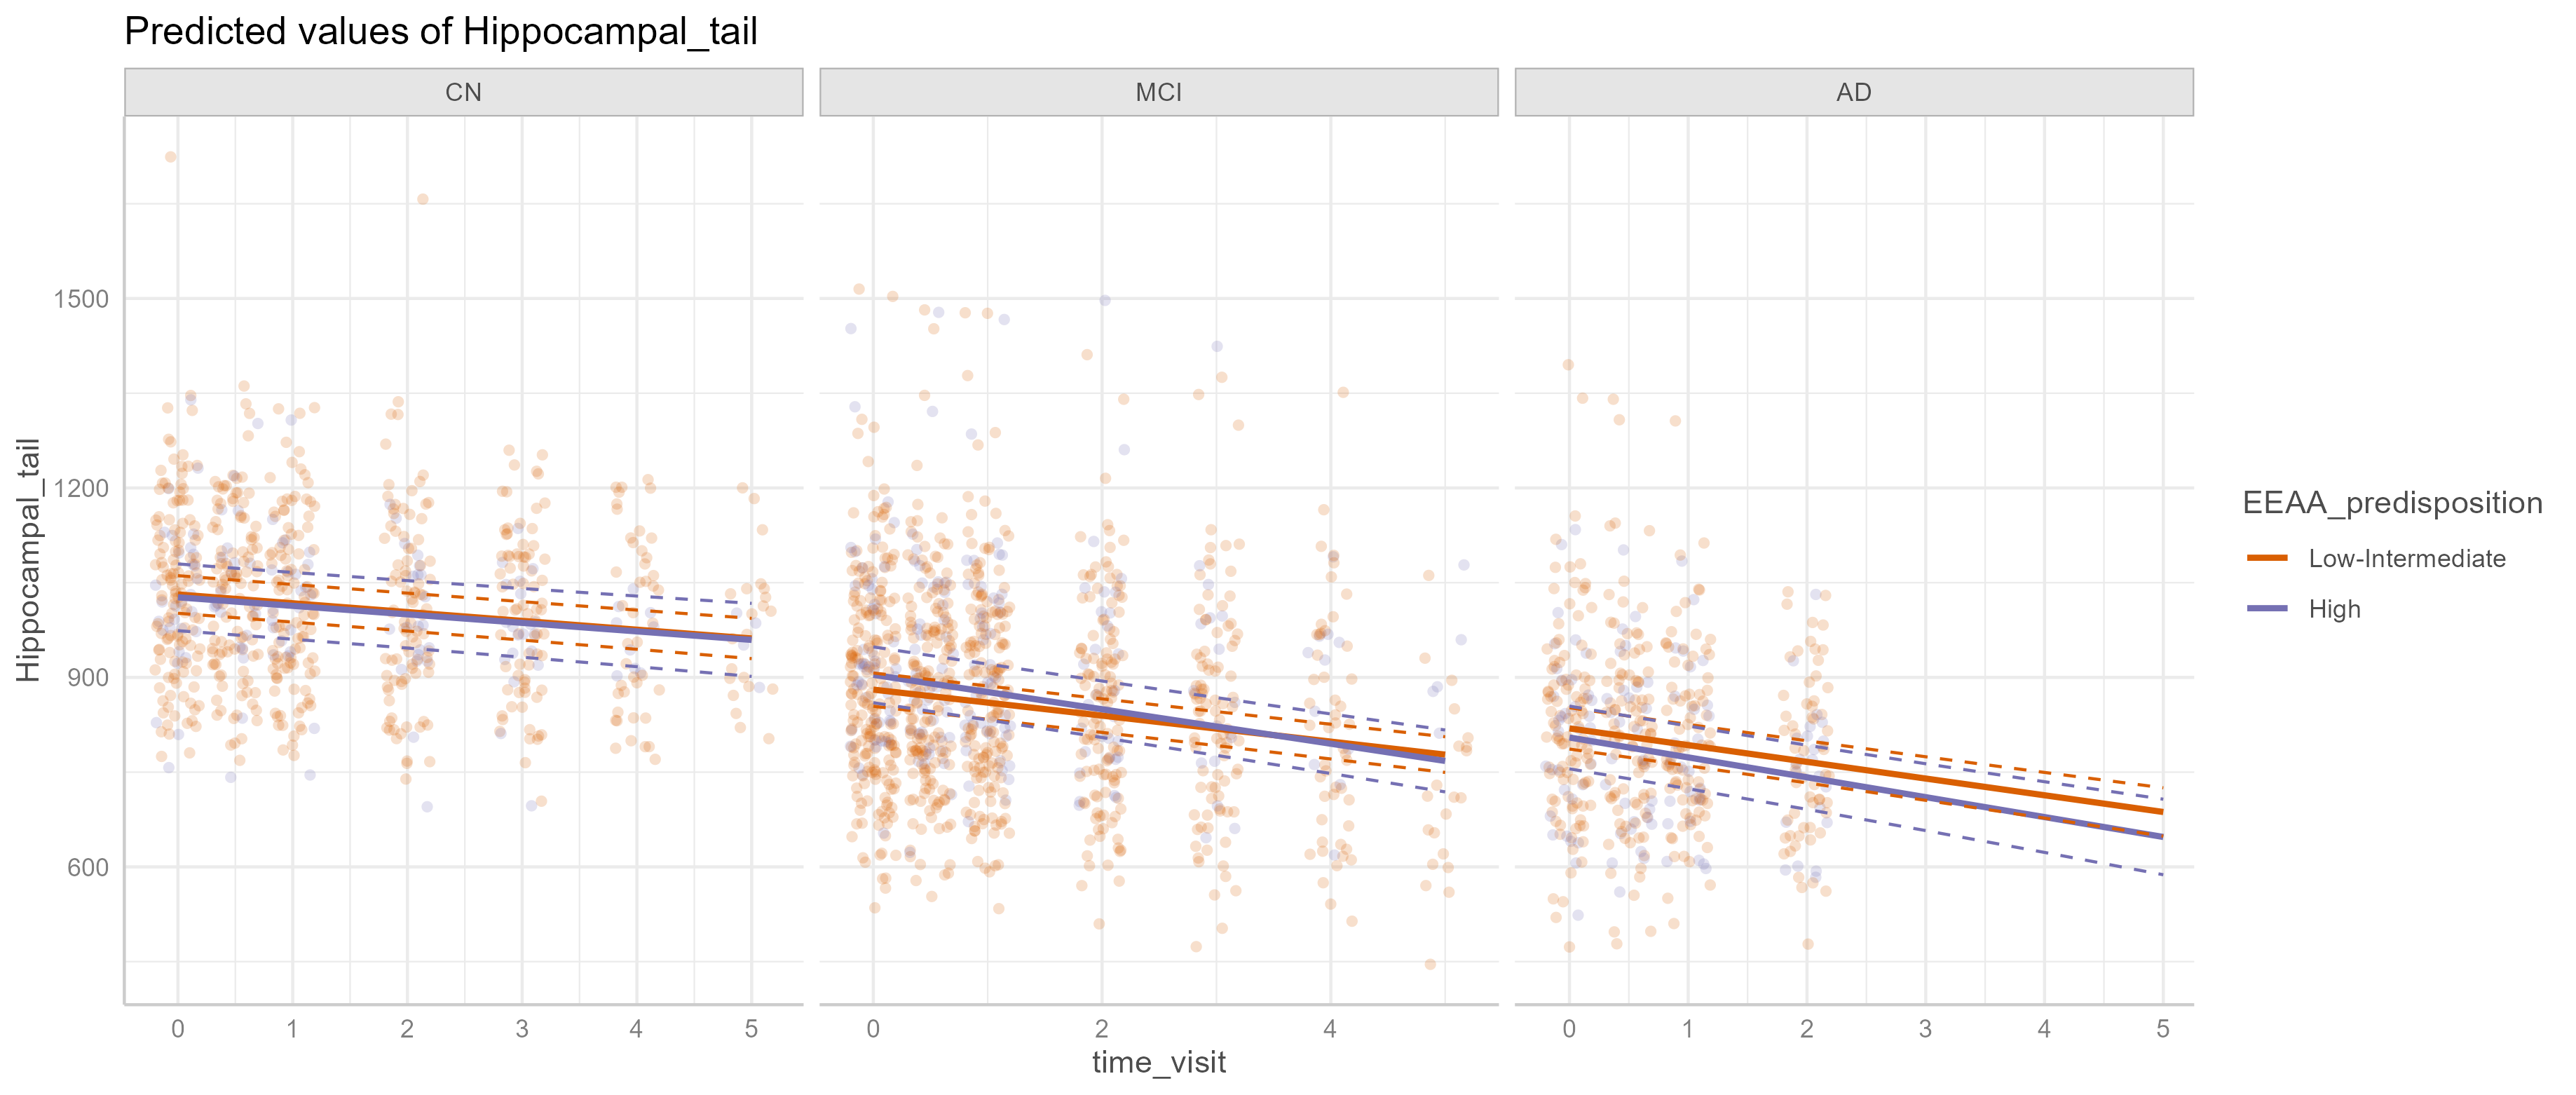 Predicted values of Hippocampal_tail
CN
MCI
AD
1500
1200
900
600
Hippocampal_tail
0 1 2 3 4 5
0 2 4
0 1 2 3 4 5
time_visit
EEAA_predisposition
Low-Intermediate
High